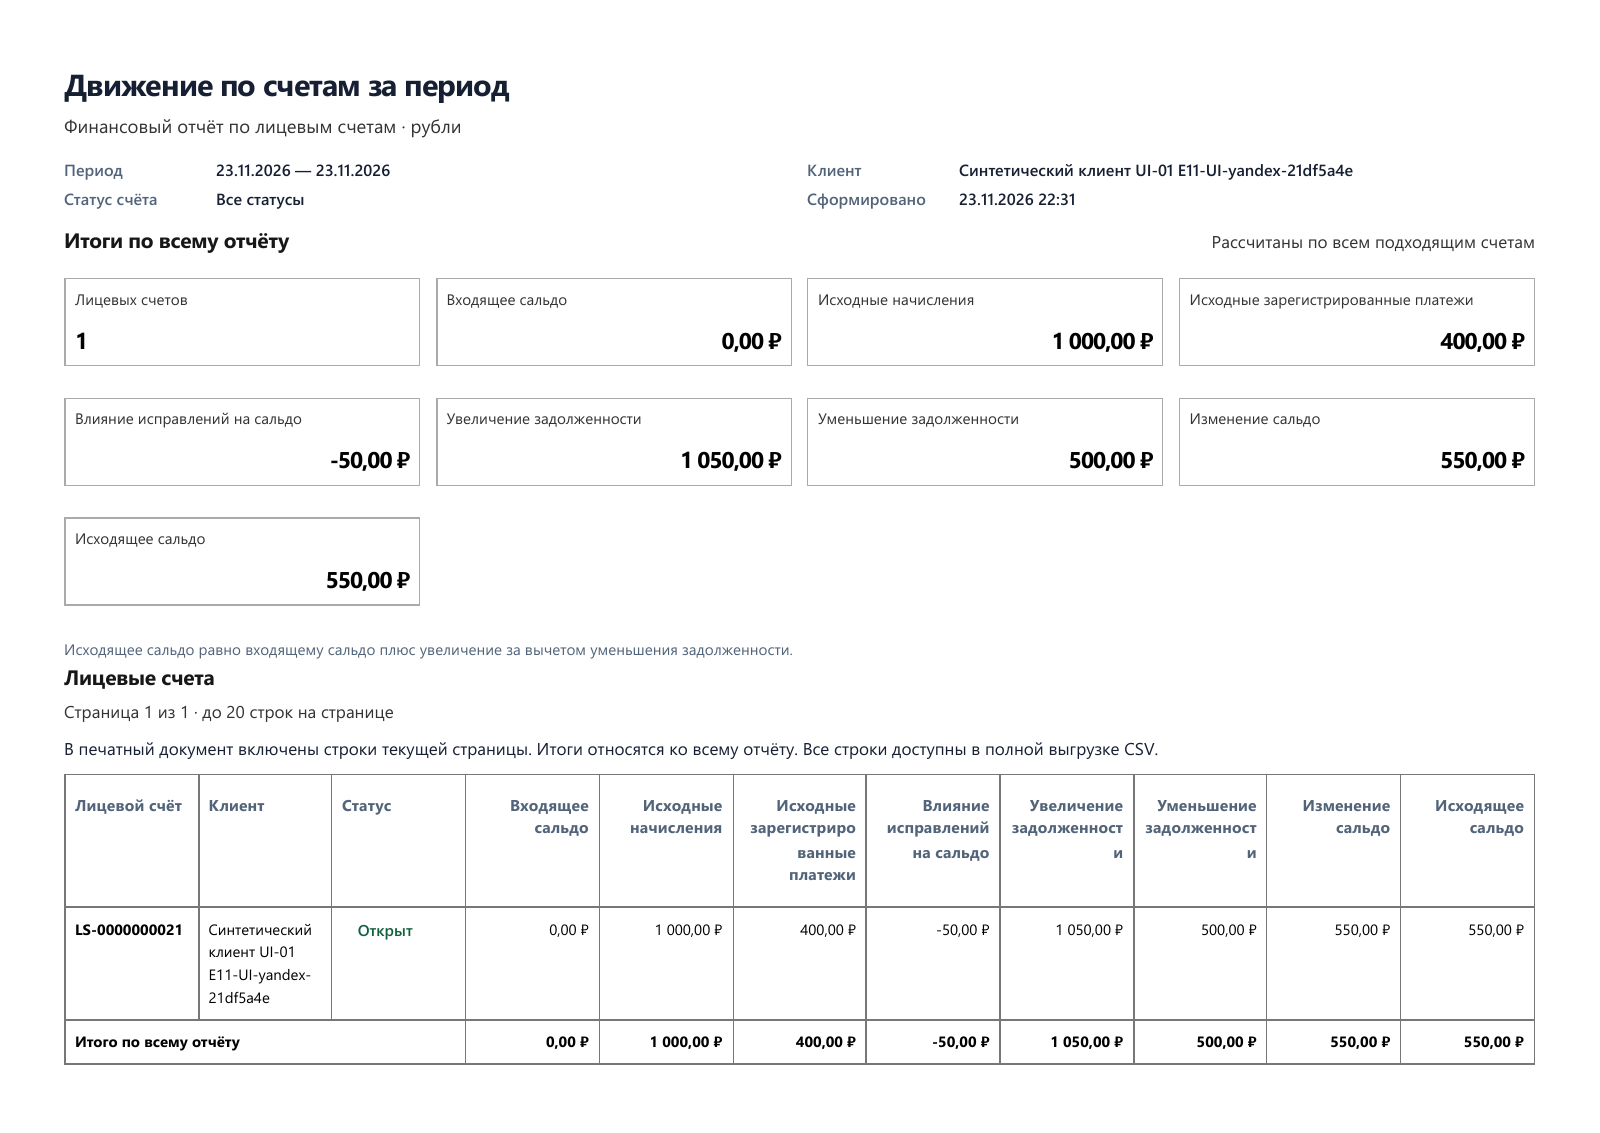 Движение по счетам за период
Финансовый отчёт по лицевым счетам · рубли
Период 23.11.2026 — 23.11.2026 Клиент Синтетический клиент UI-01 E11-UI-yandex-21df5a4e
Статус счёта Все статусы Сформировано 23.11.2026 22:31
Итоги по всему отчёту Рассчитаны по всем подходящим счетам
Лицевых счетов Входящее сальдо Исходные начисления Исходные зарегистрированные платежи
1 0,00 ₽ 1 000,00 ₽ 400,00 ₽
Влияние исправлений на сальдо Увеличение задолженности Уменьшение задолженности Изменение сальдо
-50,00 ₽ 1 050,00 ₽ 500,00 ₽ 550,00 ₽
Исходящее сальдо
550,00 ₽
Исходящее сальдо равно входящему сальдо плюс увеличение за вычетом уменьшения задолженности.
Лицевые счета
Страница 1 из 1 · до 20 строк на странице
В печатный документ включены строки текущей страницы. Итоги относятся ко всему отчёту. Все строки доступны в полной выгрузке CSV.
Лицевой счёт Клиент Статус Входящее Исходные Исходные Влияние Увеличение Уменьшение Изменение Исходящее
сальдо начисления зарегистриро исправлений задолженност задолженност сальдо сальдо
ванные на сальдо и и
платежи
LS-0000000021 Синтетический Открыт 0,00 ₽ 1 000,00 ₽ 400,00 ₽ -50,00 ₽ 1 050,00 ₽ 500,00 ₽ 550,00 ₽ 550,00 ₽
клиент UI-01
E11-UI-yandex-
21df5a4e
Итого по всему отчёту 0,00 ₽ 1 000,00 ₽ 400,00 ₽ -50,00 ₽ 1 050,00 ₽ 500,00 ₽ 550,00 ₽ 550,00 ₽